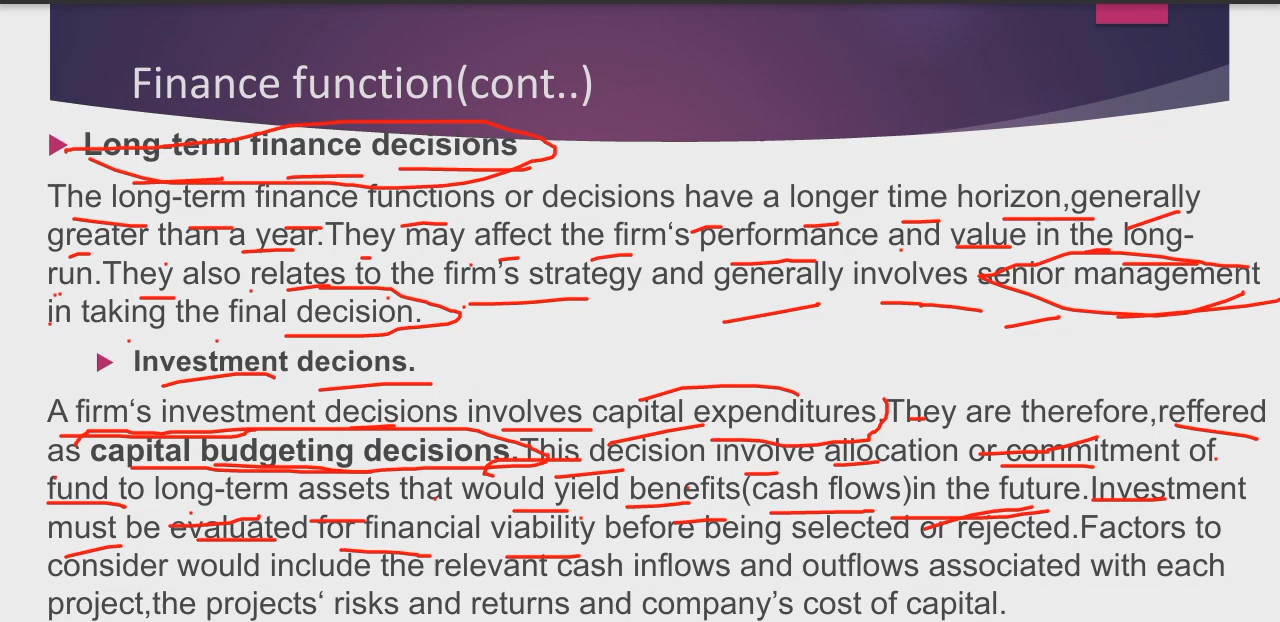 Finance function(cont..)
Long-term finance decisions
The long-term finance functions or decisions have a longer time horizon,generally
greater than a year.They may affect the firm‘s performance and value in the long-
run.They also relates to the firm’s strategy and generally involves senior management
in taking the final decision.
Investment decions.
A firm‘s investment decisions involves capital expenditures.They are therefore,reffered
as capital budgeting decisions.This decision involve allocation or commitment of
fund to long-term assets that would yield benefits(cash flows)in the future.Investment
must be evaluated for financial viability before being selected or rejected.Factors to
consider would include the relevant cash inflows and outflows associated with each
project,the projects‘ risks and returns and company’s cost of capital.